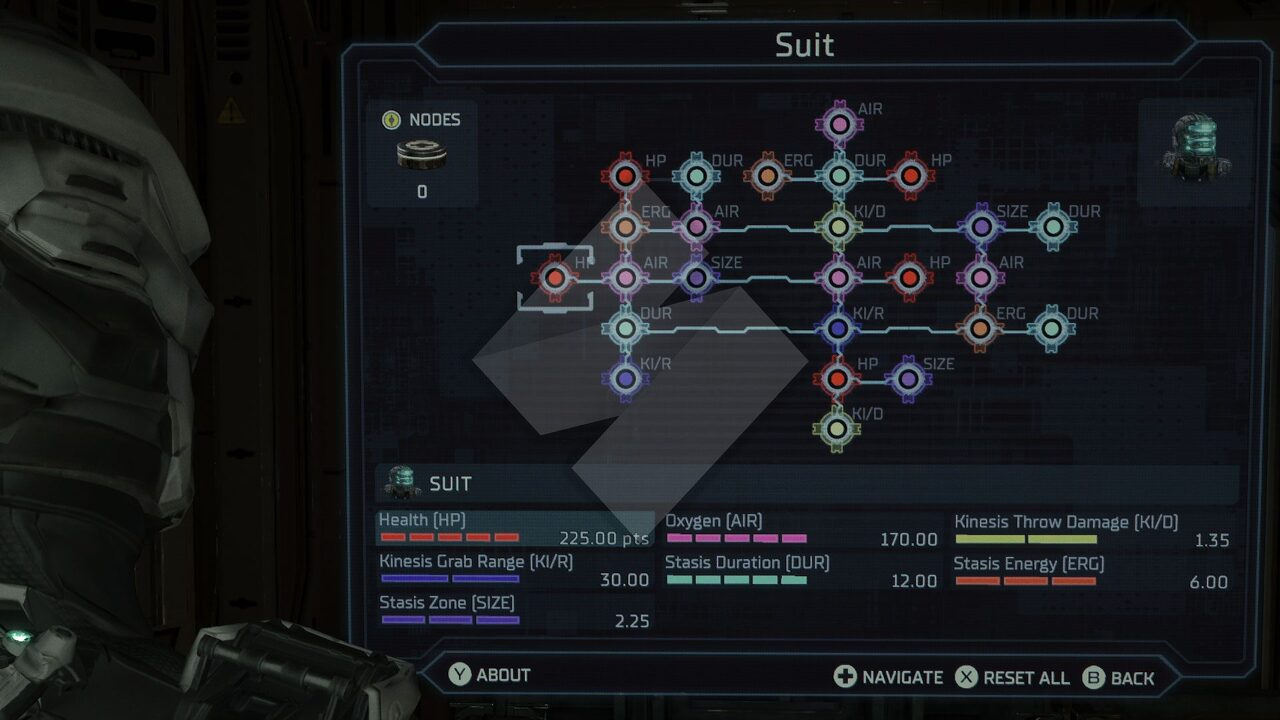 Suit
NODES
0
AIR
HP DUR ERG DUR HP
ERG AIR KI/D SIZE DUR
HP AIR SIZE AIR HP AIR
DUR KI/R ERG DUR
KI/R HP SIZE
KI/D
SUIT
Health (HP) 225.00 pts
Oxygen (AIR) 170.00
Kinesis Throw Damage (KI/D) 1.35
Kinesis Grab Range (KI/R) 30.00
Stasis Duration (DUR) 12.00
Stasis Energy (ERG) 6.00
Stasis Zone (SIZE) 2.25
Y ABOUT
NAVIGATE X RESET ALL B BACK